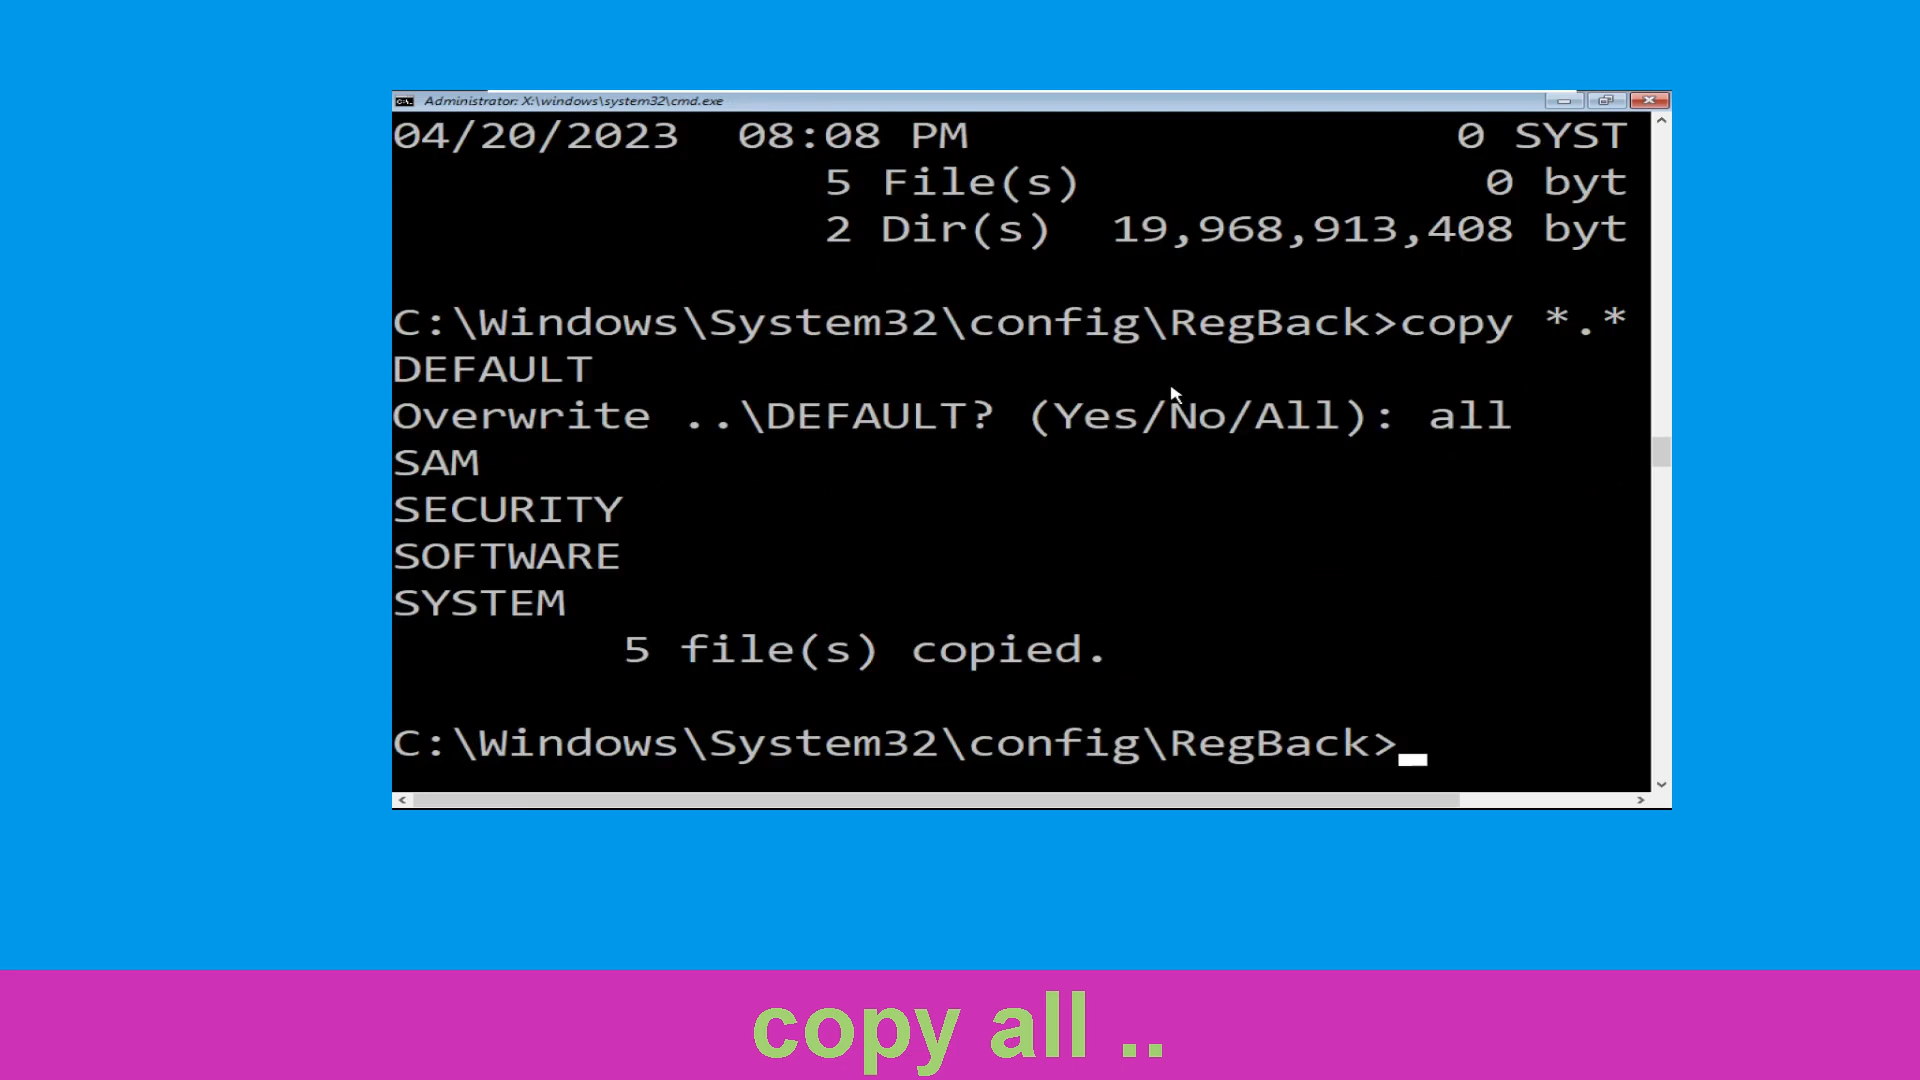 Administrator: X:\windows\system32\cmd.exe
04/20/2023  08:08 PM                 0 SYST
               5 File(s)              0 byt
               2 Dir(s)  19,968,913,408 byt
C:\Windows\System32\config\RegBack>copy *.*
DEFAULT
Overwrite ..\DEFAULT? (Yes/No/All): all
SAM
SECURITY
SOFTWARE
SYSTEM
        5 file(s) copied.
C:\Windows\System32\config\RegBack>
copy all ..